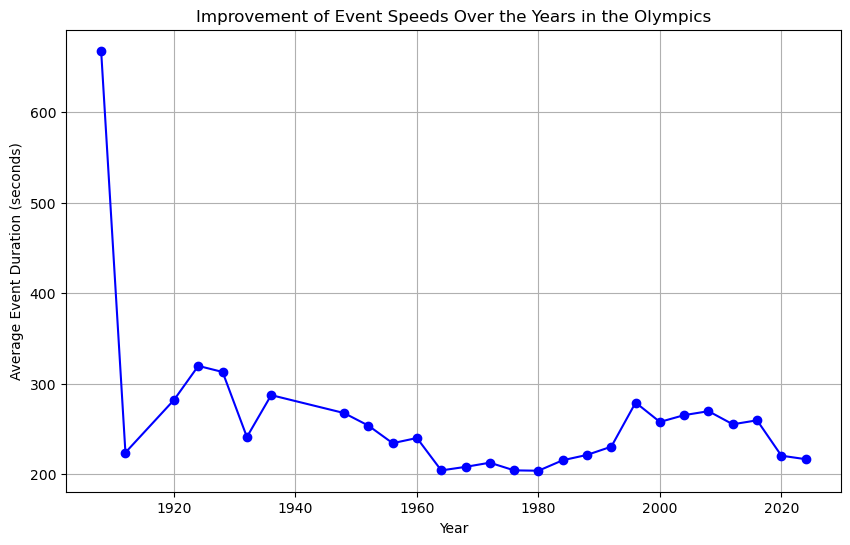 Improvement of Event Speeds Over the Years in the Olympics
Average Event Duration (seconds)
600
500
400
300
200
1920 1940 1960 1980 2000 2020
Year